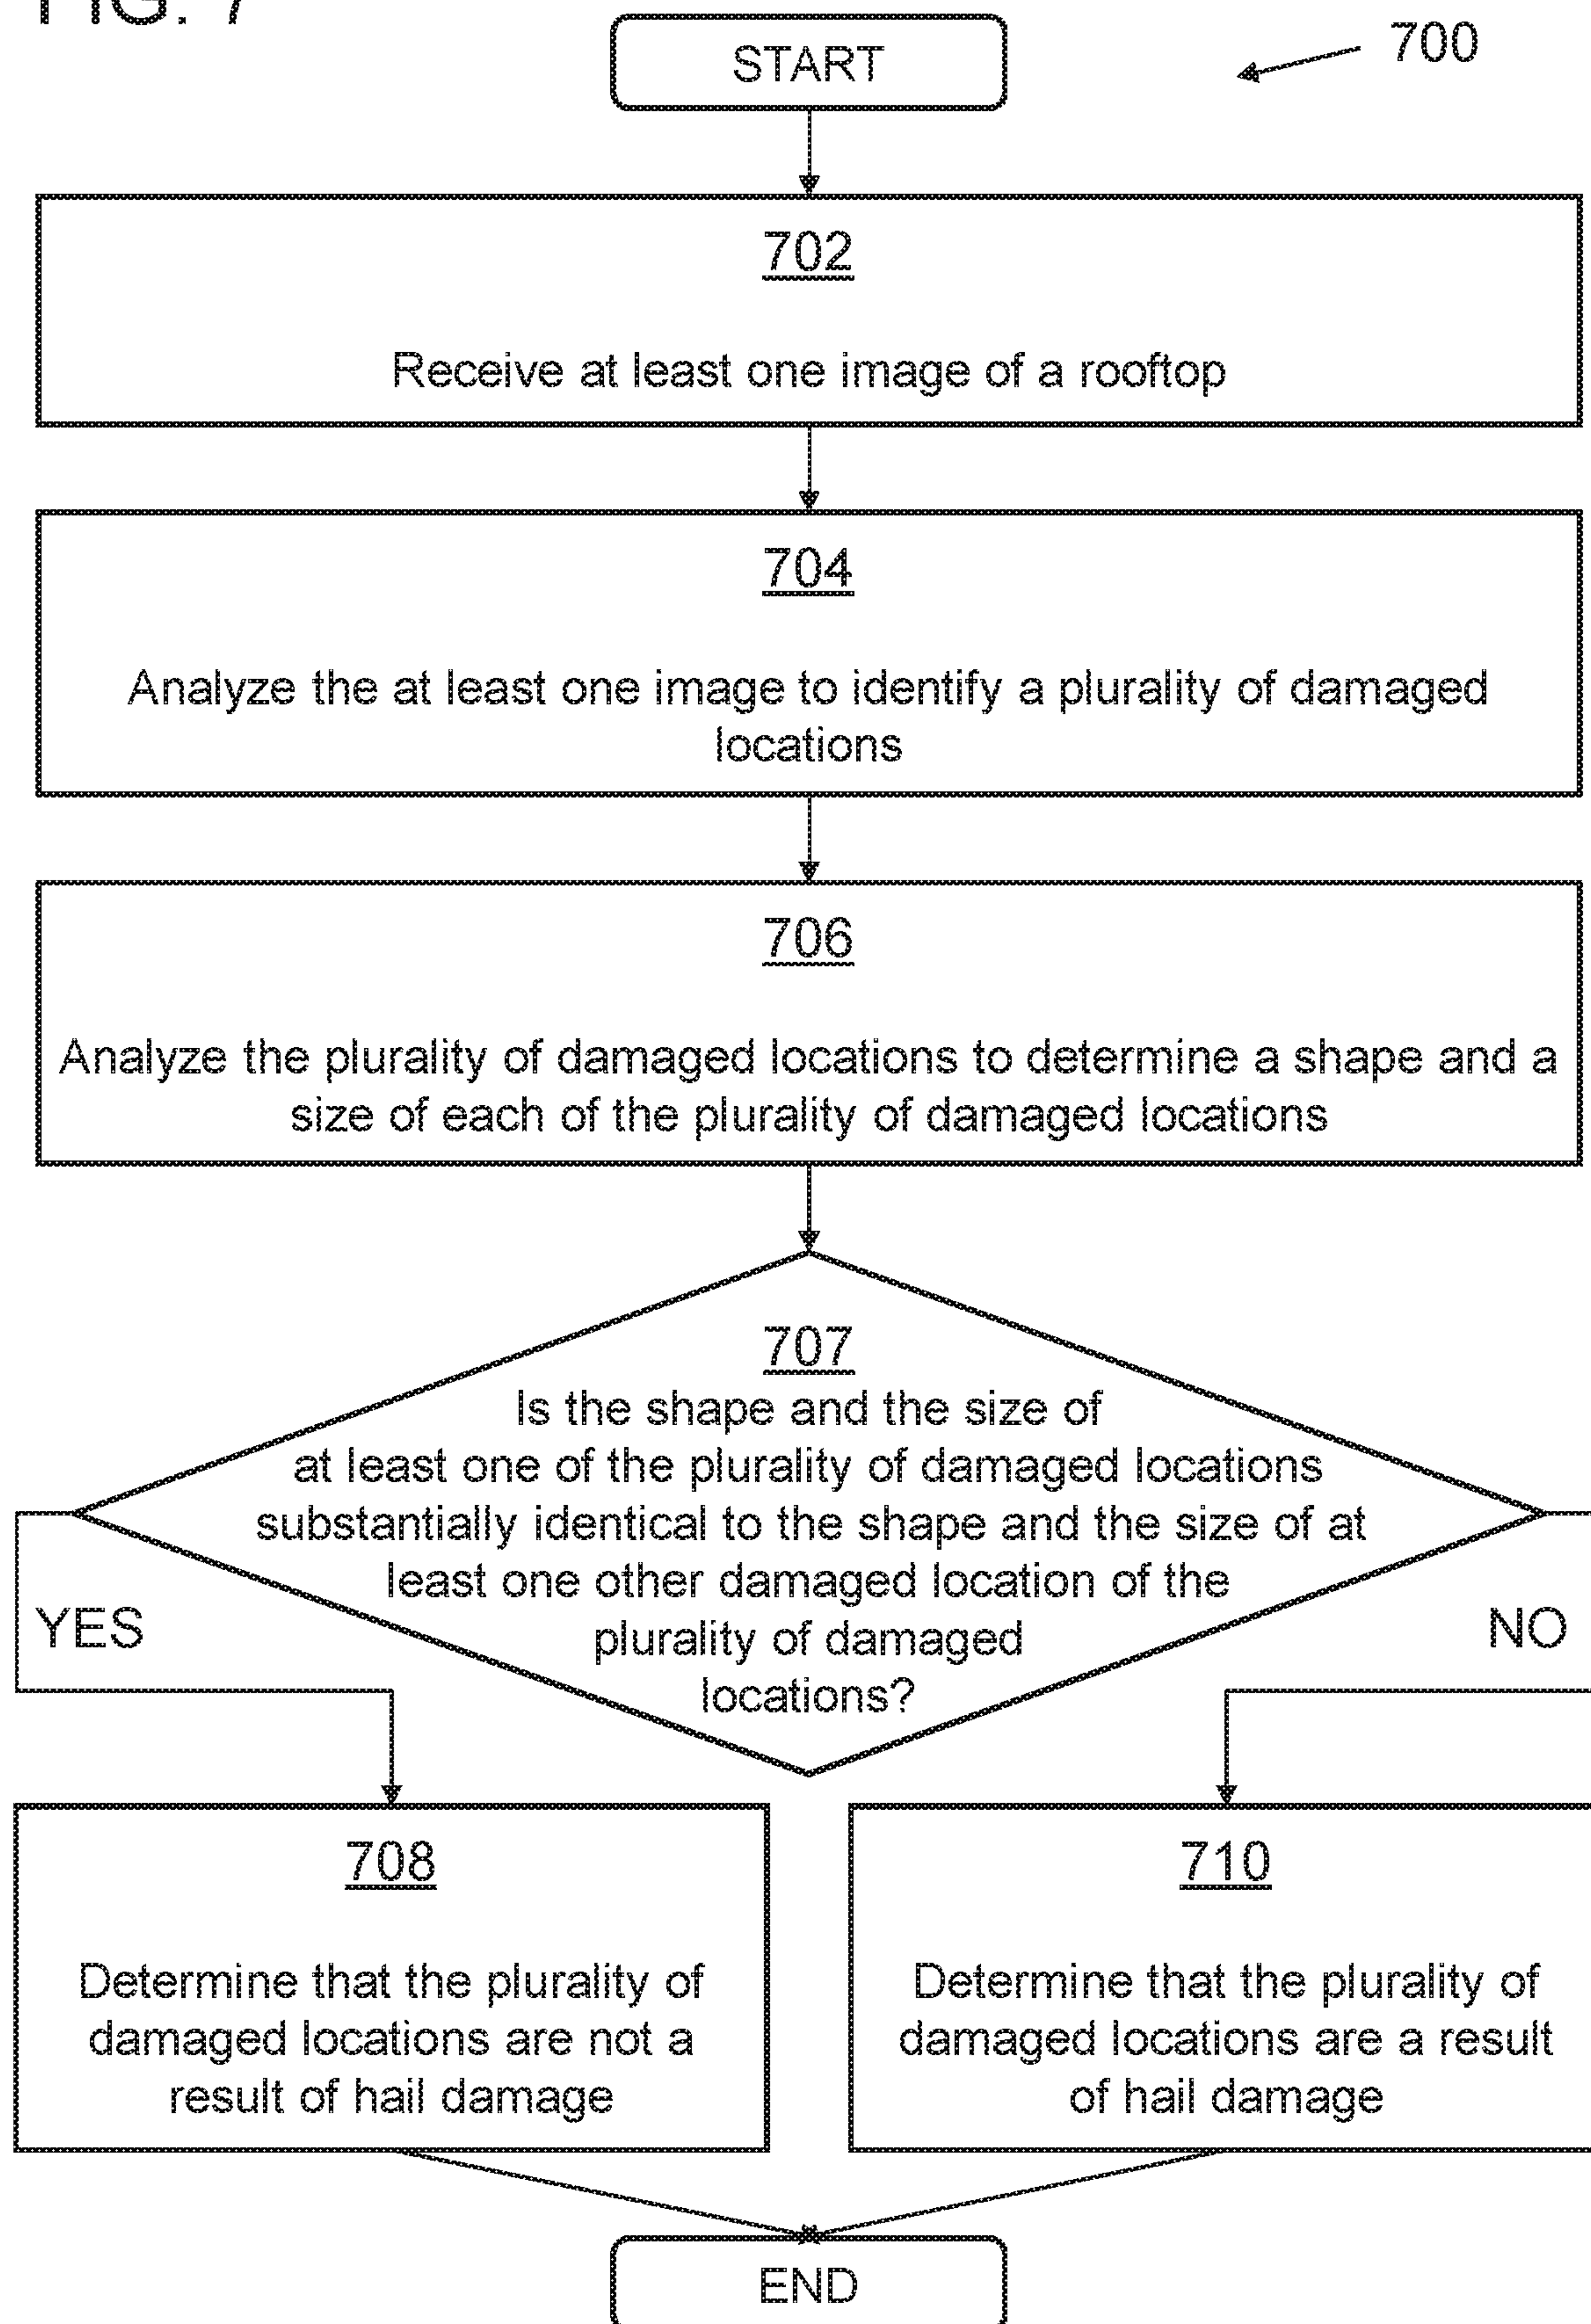 FIG. 7
START
700
702
Receive at least one image of a rooftop
704
Analyze the at least one image to identify a plurality of damaged
locations
706
Analyze the plurality of damaged locations to determine a shape and a
size of each of the plurality of damaged locations
707
Is the shape and the size of
at least one of the plurality of damaged locations
substantially identical to the shape and the size of at
least one other damaged location of the
plurality of damaged
locations?
YES
NO
708
Determine that the plurality of
damaged locations are not a
result of hail damage
710
Determine that the plurality of
damaged locations are a result
of hail damage
END